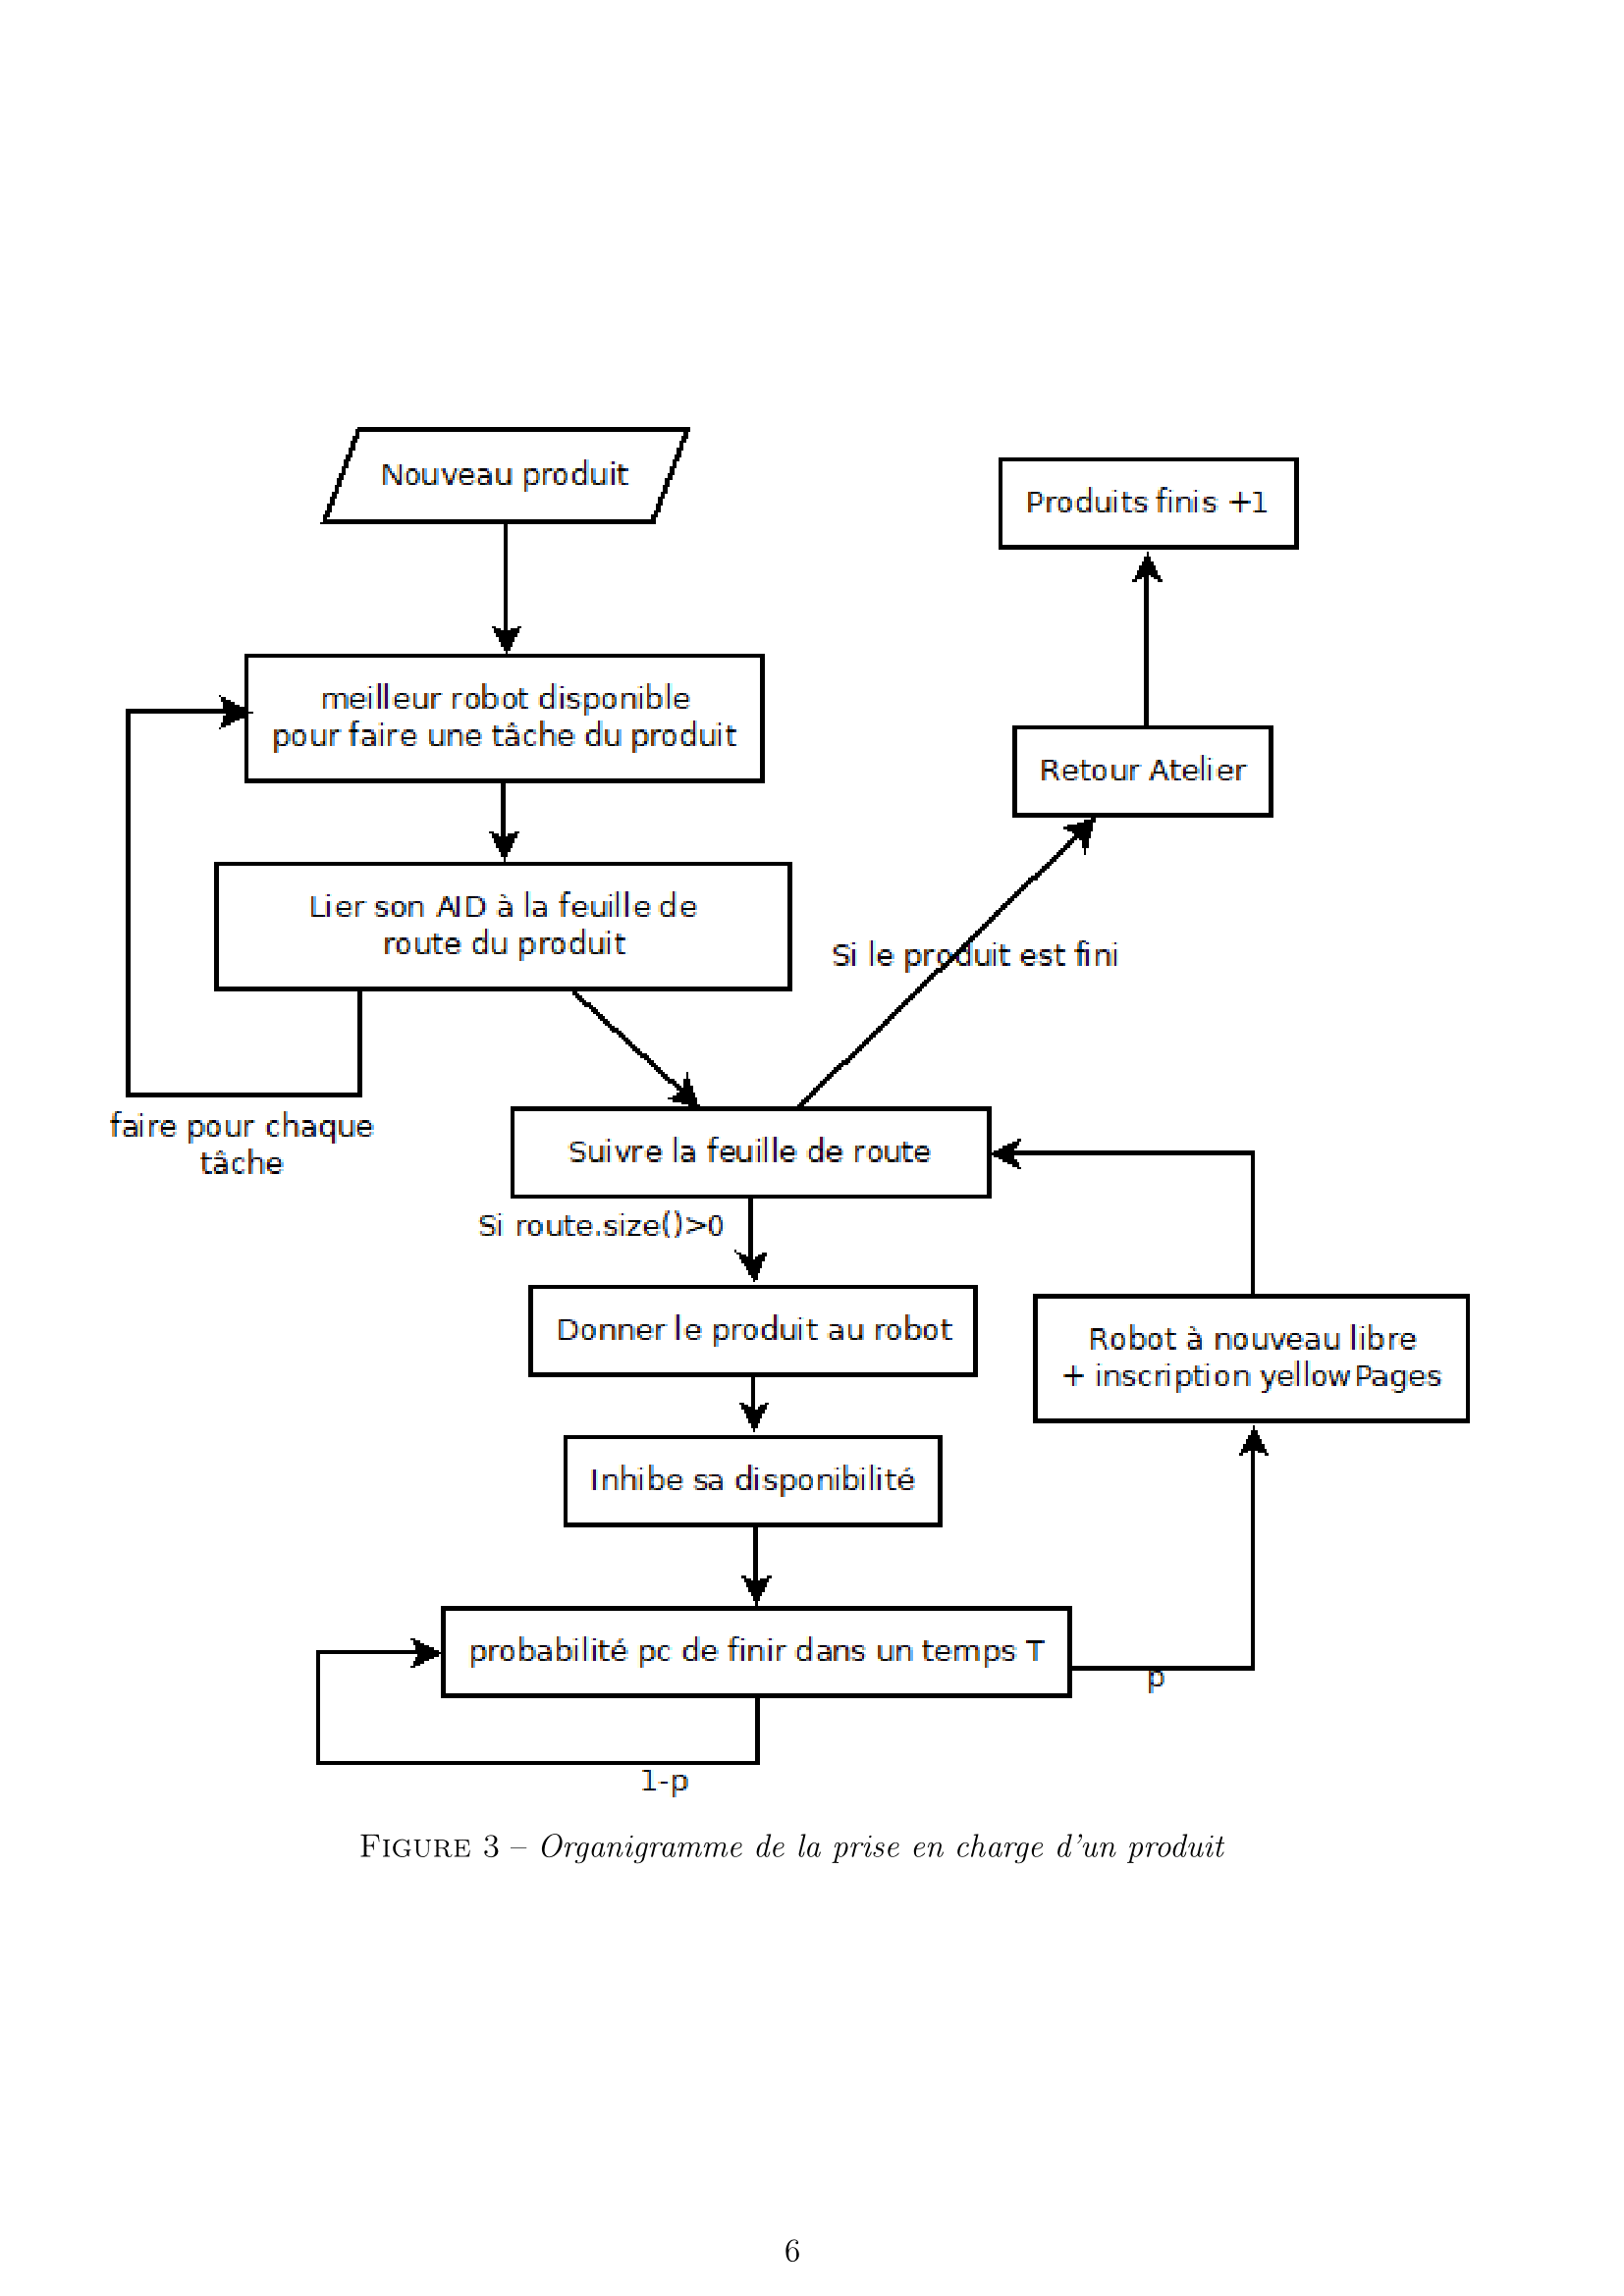 Nouveau produit
Produits finis +1
meilleur robot disponible
pour faire une tâche du produit
Retour Atelier
Lier son AID à la feuille de
route du produit
Si le produit est fini
faire pour chaque
tâche
Suivre la feuille de route
Si route.size()>0
Donner le produit au robot
Robot à nouveau libre
+ inscription yellowPages
Inhibe sa disponibilité
probabilité pc de finir dans un temps T
p
1-p
Figure 3 – Organigramme de la prise en charge d'un produit
6